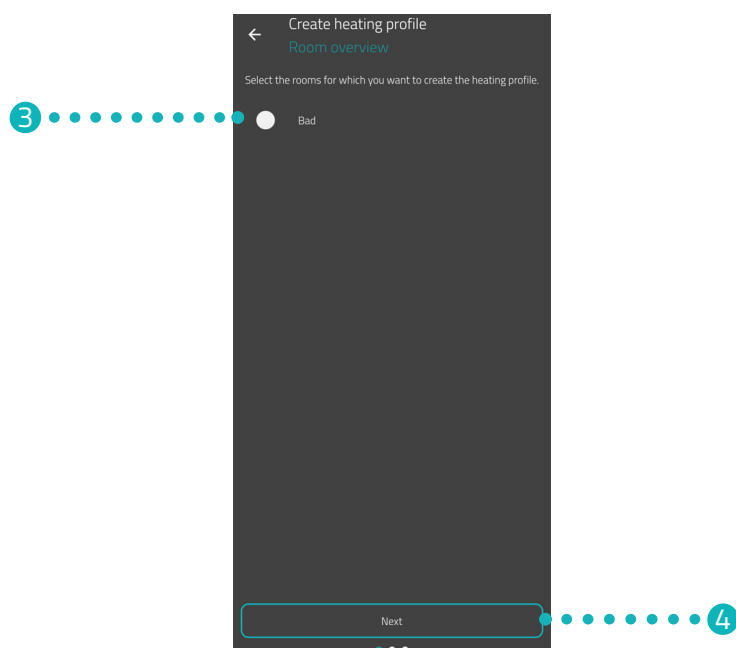 Create heating profile
Room overview
Select the rooms for which you want to create the heating profile.
3
Bad
Next
4